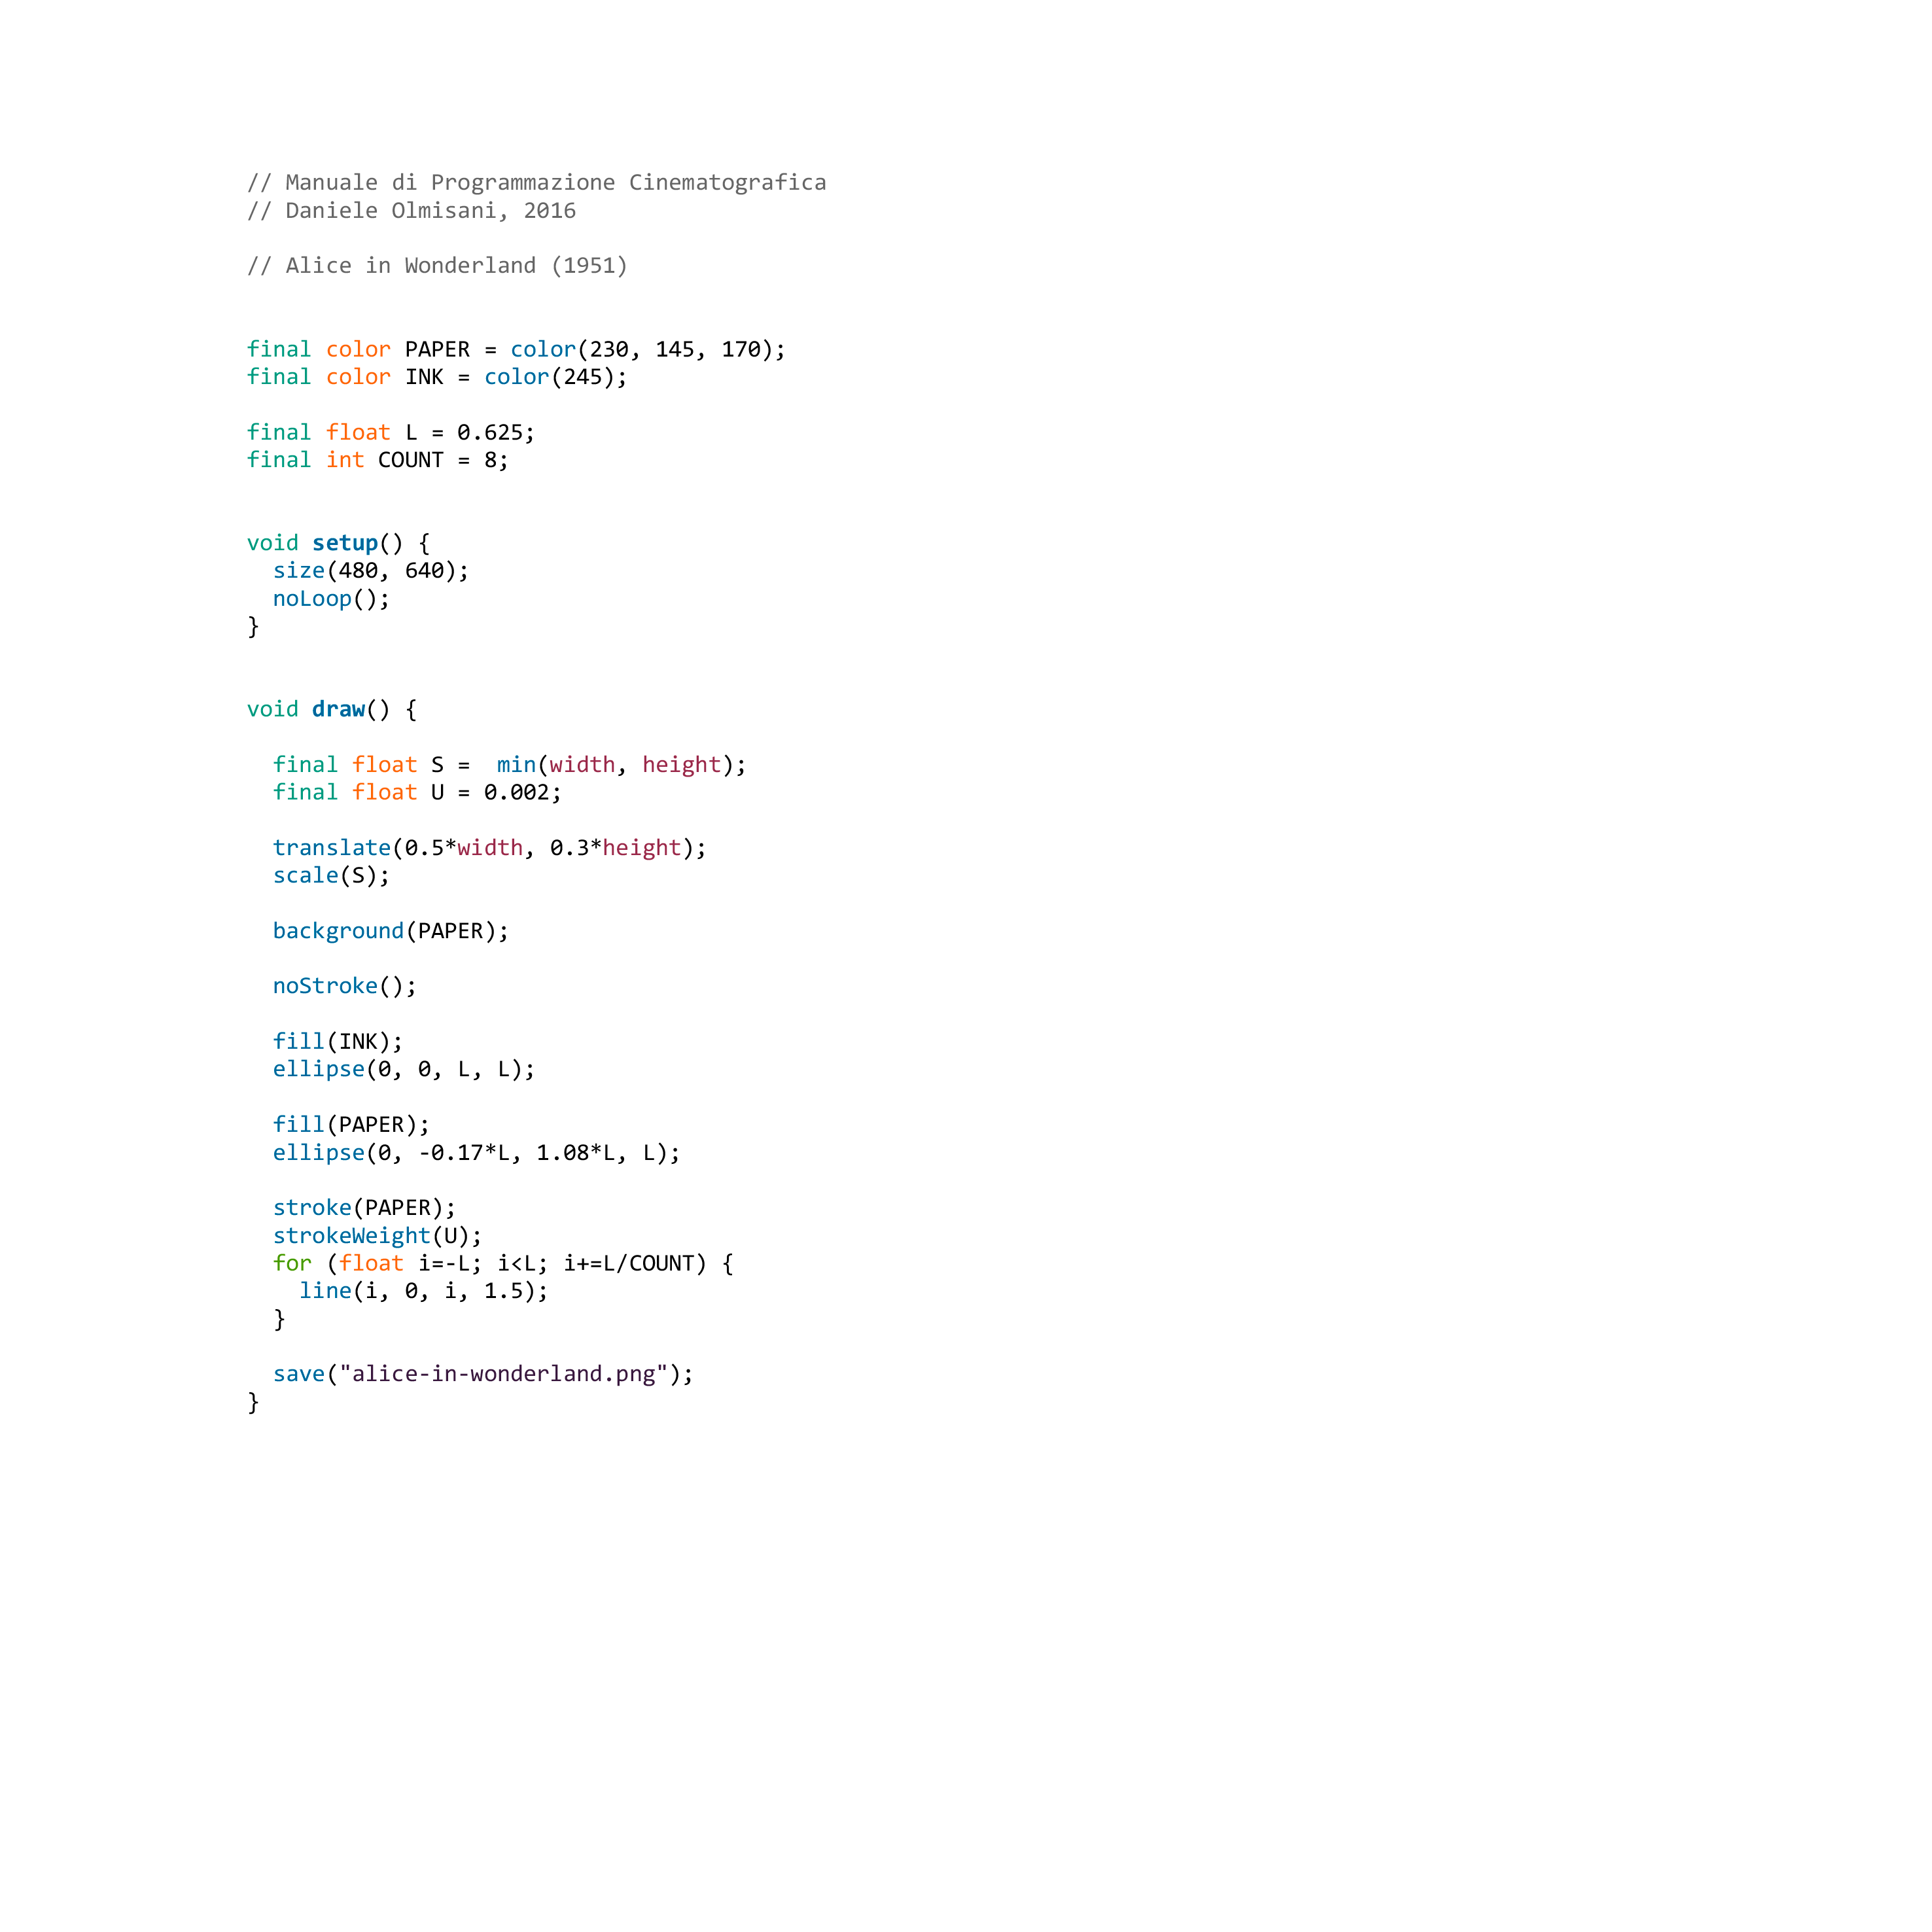 // Manuale di Programmazione Cinematografica
// Daniele Olmisani, 2016
// Alice in Wonderland (1951)
final color PAPER = color(230, 145, 170);
final color INK = color(245);
final float L = 0.625;
final int COUNT = 8;
void setup() {
  size(480, 640);
  noLoop();
}
void draw() {
  final float S =  min(width, height);
  final float U = 0.002;
  translate(0.5*width, 0.3*height);
  scale(S);
  background(PAPER);
  noStroke();
  fill(INK);
  ellipse(0, 0, L, L);
  fill(PAPER);
  ellipse(0, -0.17*L, 1.08*L, L);
  stroke(PAPER);
  strokeWeight(U);
  for (float i=-L; i<L; i+=L/COUNT) {
    line(i, 0, i, 1.5);
  }
  save("alice-in-wonderland.png");
}